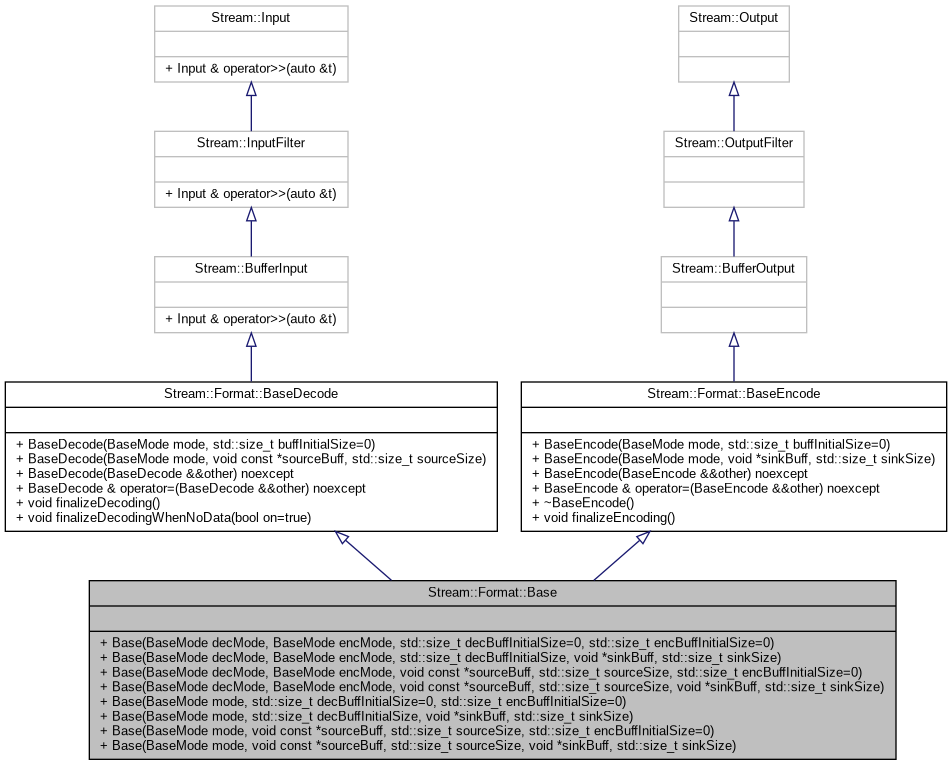 Stream::Input
+ Input & operator>>(auto &t)
Stream::Output
Stream::InputFilter
+ Input & operator>>(auto &t)
Stream::OutputFilter
Stream::BufferInput
+ Input & operator>>(auto &t)
Stream::BufferOutput
Stream::Format::BaseDecode
+ BaseDecode(BaseMode mode, std::size_t buffInitialSize=0)
+ BaseDecode(BaseMode mode, void const *sourceBuff, std::size_t sourceSize)
+ BaseDecode(BaseDecode &&other) noexcept
+ BaseDecode & operator=(BaseDecode &&other) noexcept
+ void finalizeDecoding()
+ void finalizeDecodingWhenNoData(bool on=true)
Stream::Format::BaseEncode
+ BaseEncode(BaseMode mode, std::size_t buffInitialSize=0)
+ BaseEncode(BaseMode mode, void *sinkBuff, std::size_t sinkSize)
+ BaseEncode(BaseEncode &&other) noexcept
+ BaseEncode & operator=(BaseEncode &&other) noexcept
+ ~BaseEncode()
+ void finalizeEncoding()
Stream::Format::Base
+ Base(BaseMode decMode, BaseMode encMode, std::size_t decBuffInitialSize=0, std::size_t encBuffInitialSize=0)
+ Base(BaseMode decMode, BaseMode encMode, std::size_t decBuffInitialSize, void *sinkBuff, std::size_t sinkSize)
+ Base(BaseMode decMode, BaseMode encMode, void const *sourceBuff, std::size_t sourceSize, std::size_t encBuffInitialSize=0)
+ Base(BaseMode decMode, BaseMode encMode, void const *sourceBuff, std::size_t sourceSize, void *sinkBuff, std::size_t sinkSize)
+ Base(BaseMode mode, std::size_t decBuffInitialSize=0, std::size_t encBuffInitialSize=0)
+ Base(BaseMode mode, std::size_t decBuffInitialSize, void *sinkBuff, std::size_t sinkSize)
+ Base(BaseMode mode, void const *sourceBuff, std::size_t sourceSize, std::size_t encBuffInitialSize=0)
+ Base(BaseMode mode, void const *sourceBuff, std::size_t sourceSize, void *sinkBuff, std::size_t sinkSize)